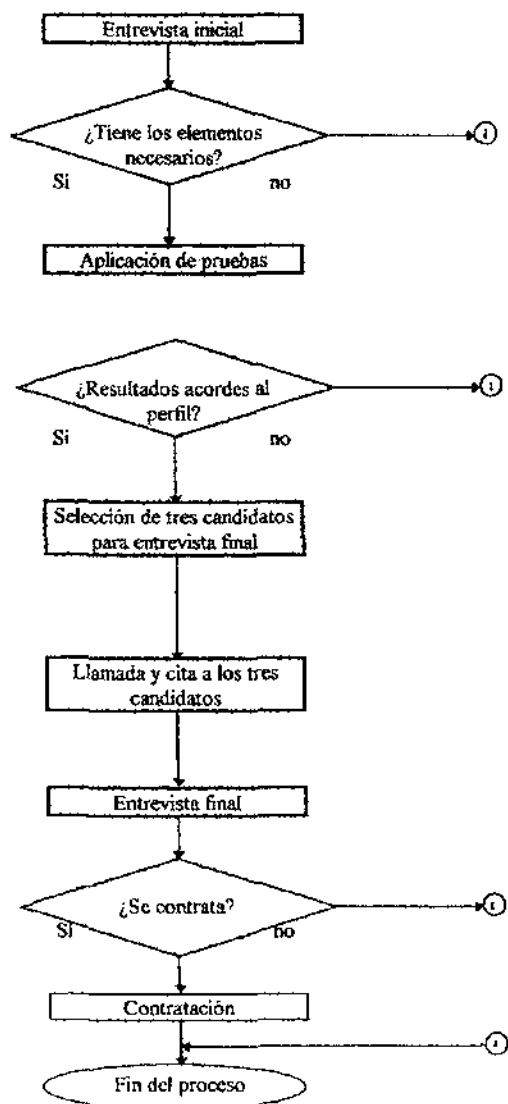 Entrevista inicial
¿Tiene los elementos
necesarios?
Si
no
Aplicación de pruebas
¿Resultados acordes al
perfil?
Si
no
Selección de tres candidatos
para entrevista final
Llamada y cita a los tres
candidatos
Entrevista final
¿Se contrata?
Si
no
Contratación
Fin del proceso